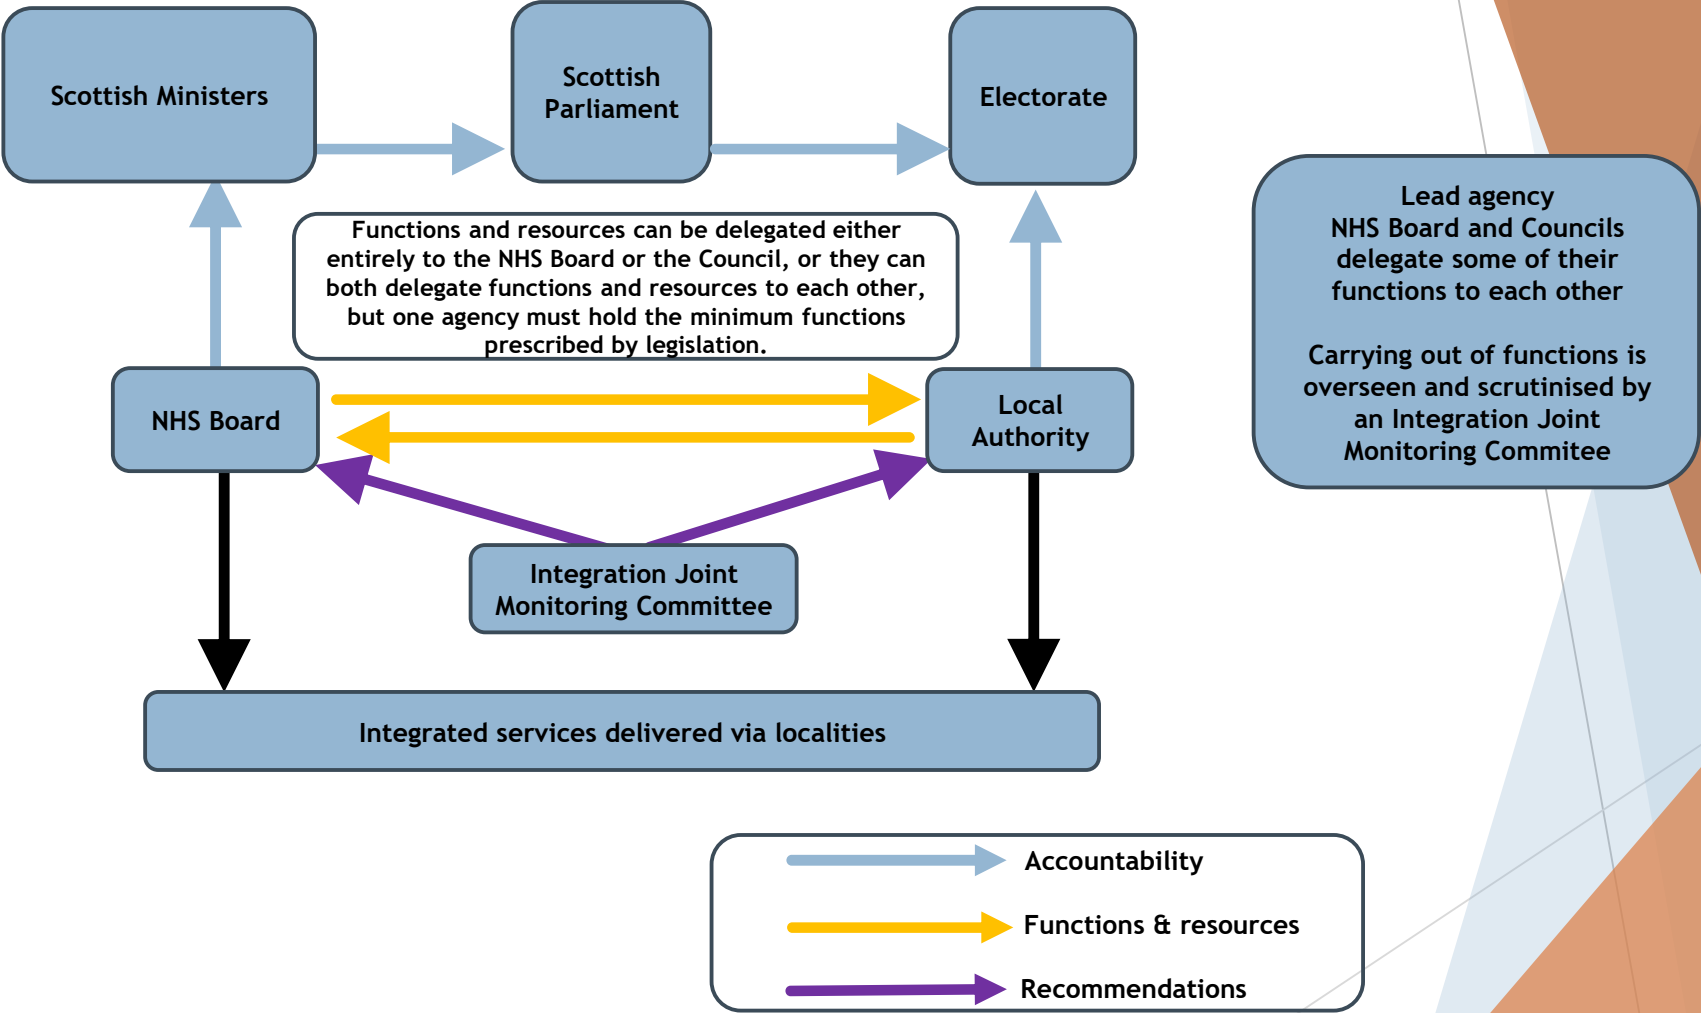 Scottish Ministers
Scottish
Parliament
Electorate
Functions and resources can be delegated either
entirely to the NHS Board or the Council, or they can
both delegate functions and resources to each other,
but one agency must hold the minimum functions
prescribed by legislation.
Lead agency
NHS Board and Councils
delegate some of their
functions to each other
Carrying out of functions is
overseen and scrutinised by
an Integration Joint
Monitoring Commitee
NHS Board
Local
Authority
Integration Joint
Monitoring Committee
Integrated services delivered via localities
Accountability
Functions & resources
Recommendations